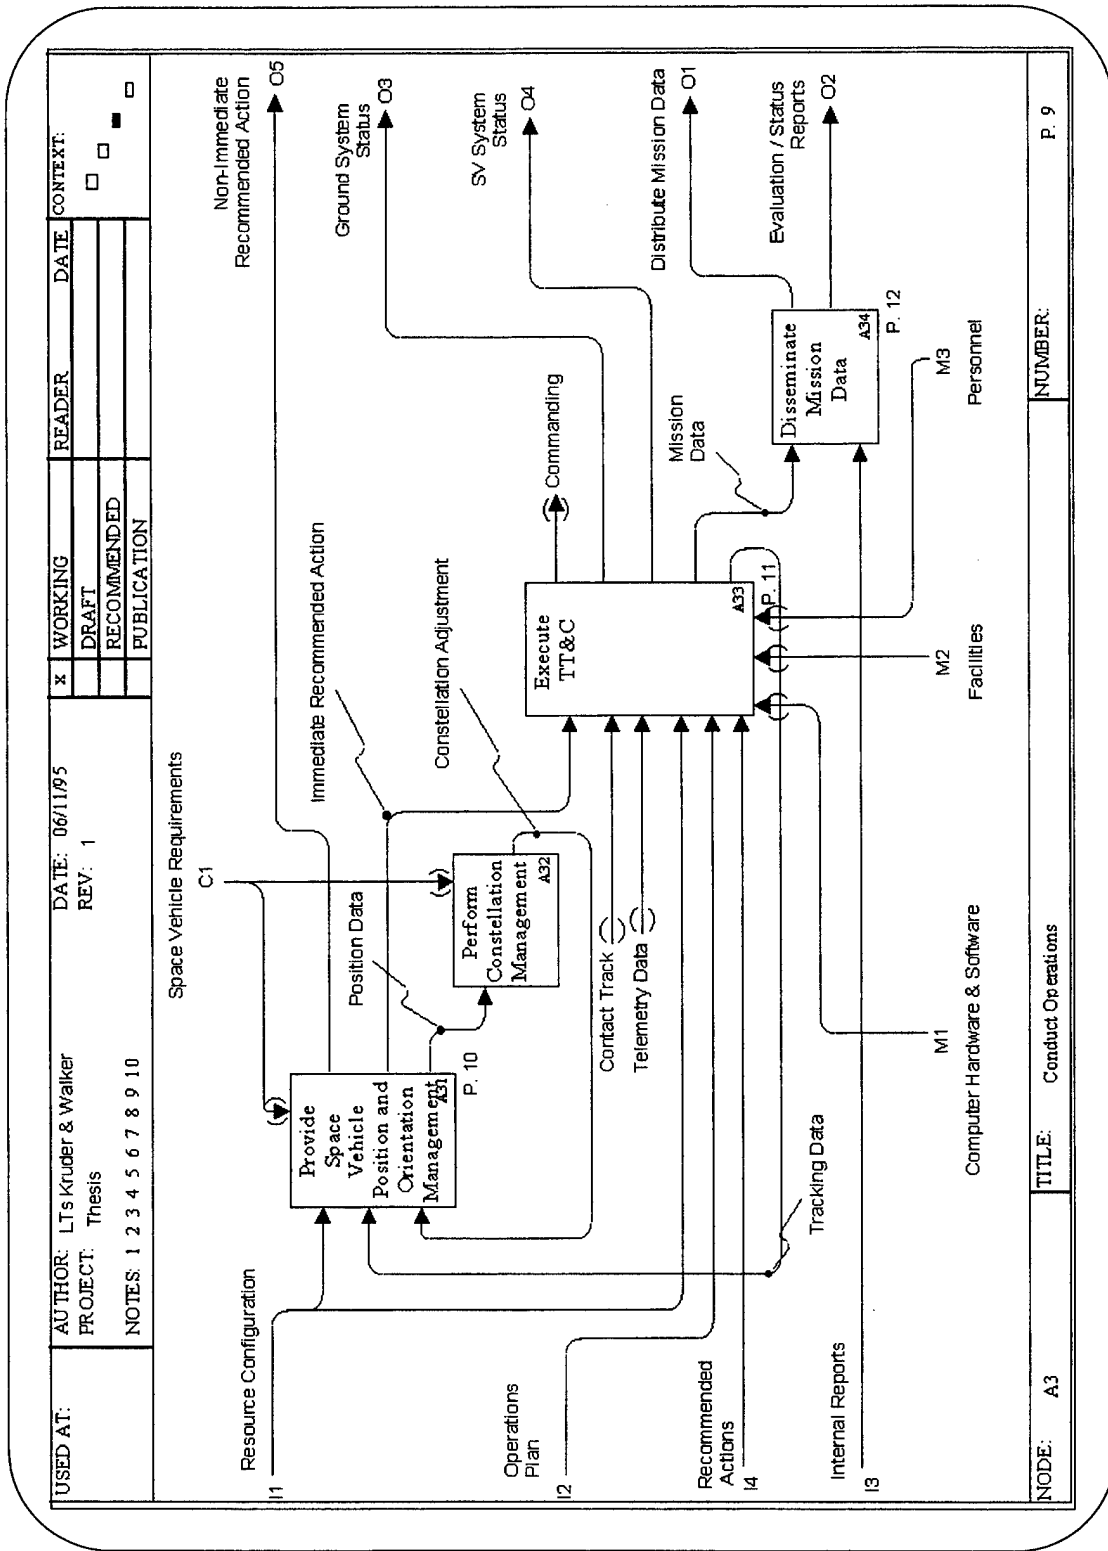 USED AT:
AUTHOR: LTs Kruder & Walker
PROJECT: Thesis
NOTES: 1 2 3 4 5 6 7 8 9 10
DATE: 06/11/95
REV: 1
x WORKING
DRAFT
RECOMMENDED
PUBLICATION
READER DATE
CONTEXT:
Space Vehicle Requirements
C1
Non-Immediate
Recommended Action
O5
Resource Configuration
I1
Provide
Space
Vehicle
Position and
Orientation
Management
A31
P. 10
Position Data
Immediate Recommended Action
Ground System
Status
O3
Perform
Constellation
Management
A32
Constellation Adjustment
Commanding
SV System
Status
O4
Operations
Plan
I2
Contact Track
Telemetry Data
Execute
TT&C
A33
P. 11
Mission
Data
Distribute Mission Data
O1
Recommended
Actions
I4
Tracking Data
Disseminate
Mission
Data
A34
P. 12
Evaluation / Status
Reports
O2
Internal Reports
I3
M1
Computer Hardware & Software
M2
Facilities
M3
Personnel
NODE: A3
TITLE: Conduct Operations
NUMBER: P. 9